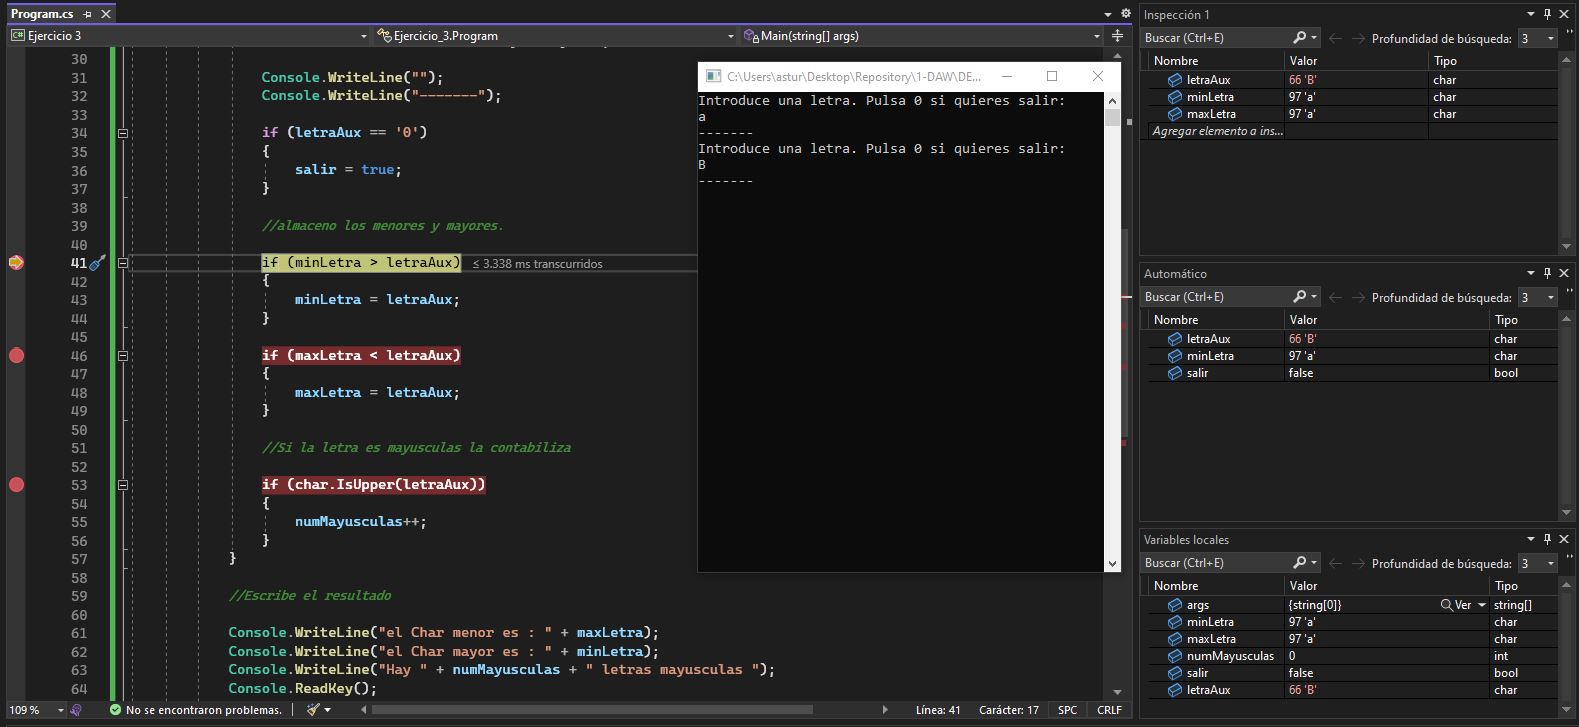 Program.cs
Ejercicio 3
Ejercicio_3.Program
Main(string[] args)
30
31 Console.WriteLine("");
32 Console.WriteLine("-------");
33
34 if (letraAux == '0')
35 {
36 salir = true;
37 }
38
39 //almaceno los menores y mayores.
40
41 if (minLetra > letraAux) ≤ 3.338 ms transcurridos
42 {
43 minLetra = letraAux;
44 }
45
46 if (maxLetra < letraAux)
47 {
48 maxLetra = letraAux;
49 }
50
51 //Si la letra es mayusculas la contabiliza
52
53 if (char.IsUpper(letraAux))
54 {
55 numMayusculas++;
56 }
57 }
58
59 //Escribe el resultado
60
61 Console.WriteLine("el Char menor es : " + maxLetra);
62 Console.WriteLine("el Char mayor es : " + minLetra);
63 Console.WriteLine("Hay " + numMayusculas + " letras mayusculas ");
64 Console.ReadKey();
109 % No se encontraron problemas. Línea: 41 Carácter: 17 SPC CRLF
C:\Users\astur\Desktop\Repository\1-DAW\DE...
Introduce una letra. Pulsa 0 si quieres salir:
a
-------
Introduce una letra. Pulsa 0 si quieres salir:
B
-------
Inspección 1
Buscar (Ctrl+E) Profundidad de búsqueda: 3
Nombre Valor Tipo
letraAux 66 'B' char
minLetra 97 'a' char
maxLetra 97 'a' char
Agregar elemento a ins...
Automático
Buscar (Ctrl+E) Profundidad de búsqueda: 3
Nombre Valor Tipo
letraAux 66 'B' char
minLetra 97 'a' char
salir false bool
Variables locales
Buscar (Ctrl+E) Profundidad de búsqueda: 3
Nombre Valor Tipo
args {string[0]} Ver string[]
minLetra 97 'a' char
maxLetra 97 'a' char
numMayusculas 0 int
salir false bool
letraAux 66 'B' char